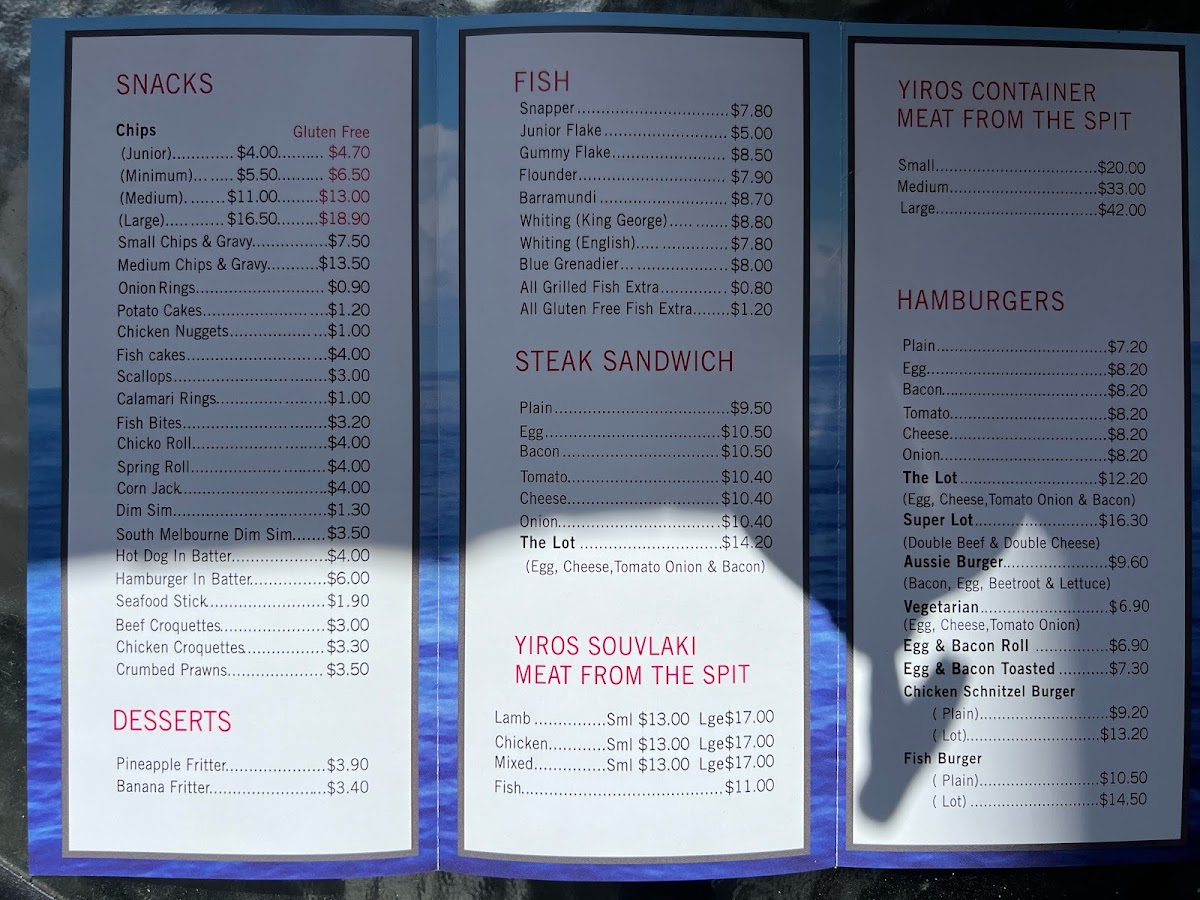 SNACKS
Chips Gluten Free
(Junior)............. $4.00.......... $4.70
(Minimum)... ...... $5.50......... $6.50
(Medium). ....... $11.00........$13.00
(Large)............. $16.50........$18.90
Small Chips & Gravy................$7.50
Medium Chips & Gravy...........$13.50
Onion Rings............................$0.90
Potato Cakes...........................$1.20
Chicken Nuggets.....................$1.00
Fish cakes..............................$4.00
Scallops.................................$3.00
Calamari Rings........................$1.00
Fish Bites...............................$3.20
Chicko Roll.............................$4.00
Spring Roll..............................$4.00
Corn Jack...............................$4.00
Dim Sim.................................$1.30
South Melbourne Dim Sim.......$3.50
Hot Dog In Batter.....................$4.00
Hamburger In Batter.................$6.00
Seafood Stick..........................$1.90
Beef Croquettes.......................$3.00
Chicken Croquettes..................$3.30
Crumbed Prawns..................... $3.50
DESSERTS
Pineapple Fritter......................$3.90
Banana Fritter.........................$3.40
FISH
Snapper..................................$7.80
Junior Flake............................$5.00
Gummy Flake.......................... $8.50
Flounder.................................$7.90
Barramundi............................. $8.70
Whiting (King George)..... .......$8.80
Whiting (English)..... ...............$7.80
Blue Grenadier... .....................$8.00
All Grilled Fish Extra................$0.80
All Gluten Free Fish Extra........$1.20
STEAK SANDWICH
Plain......................................$9.50
Egg......................................$10.50
Bacon...................................$10.50
Tomato..................................$10.40
Cheese..................................$10.40
Onion....................................$10.40
The Lot .................................$14.20
(Egg, Cheese,Tomato Onion & Bacon)
YIROS SOUVLAKI
MEAT FROM THE SPIT
Lamb ...............Sml $13.00 Lge$17.00
Chicken............Sml $13.00 Lge$17.00
Mixed...............Sml $13.00 Lge$17.00
Fish...........................................$11.00
YIROS CONTAINER
MEAT FROM THE SPIT
Small...................................$20.00
Medium................................$33.00
Large...................................$42.00
HAMBURGERS
Plain.....................................$7.20
Egg.......................................$8.20
Bacon....................................$8.20
Tomato..................................$8.20
Cheese..................................$8.20
Onion....................................$8.20
The Lot..................................$12.20
(Egg, Cheese,Tomato Onion & Bacon)
Super Lot...............................$16.30
(Double Beef & Double Cheese)
Aussie Burger.........................$9.60
(Bacon, Egg, Beetroot & Lettuce)
Vegetarian..............................$6.90
(Egg, Cheese,Tomato Onion)
Egg & Bacon Roll ...................$6.90
Egg & Bacon Toasted ..............$7.30
Chicken Schnitzel Burger
( Plain)...............................$9.20
( Lot)................................$13.20
Fish Burger
( Plain)..............................$10.50
( Lot) ...............................$14.50